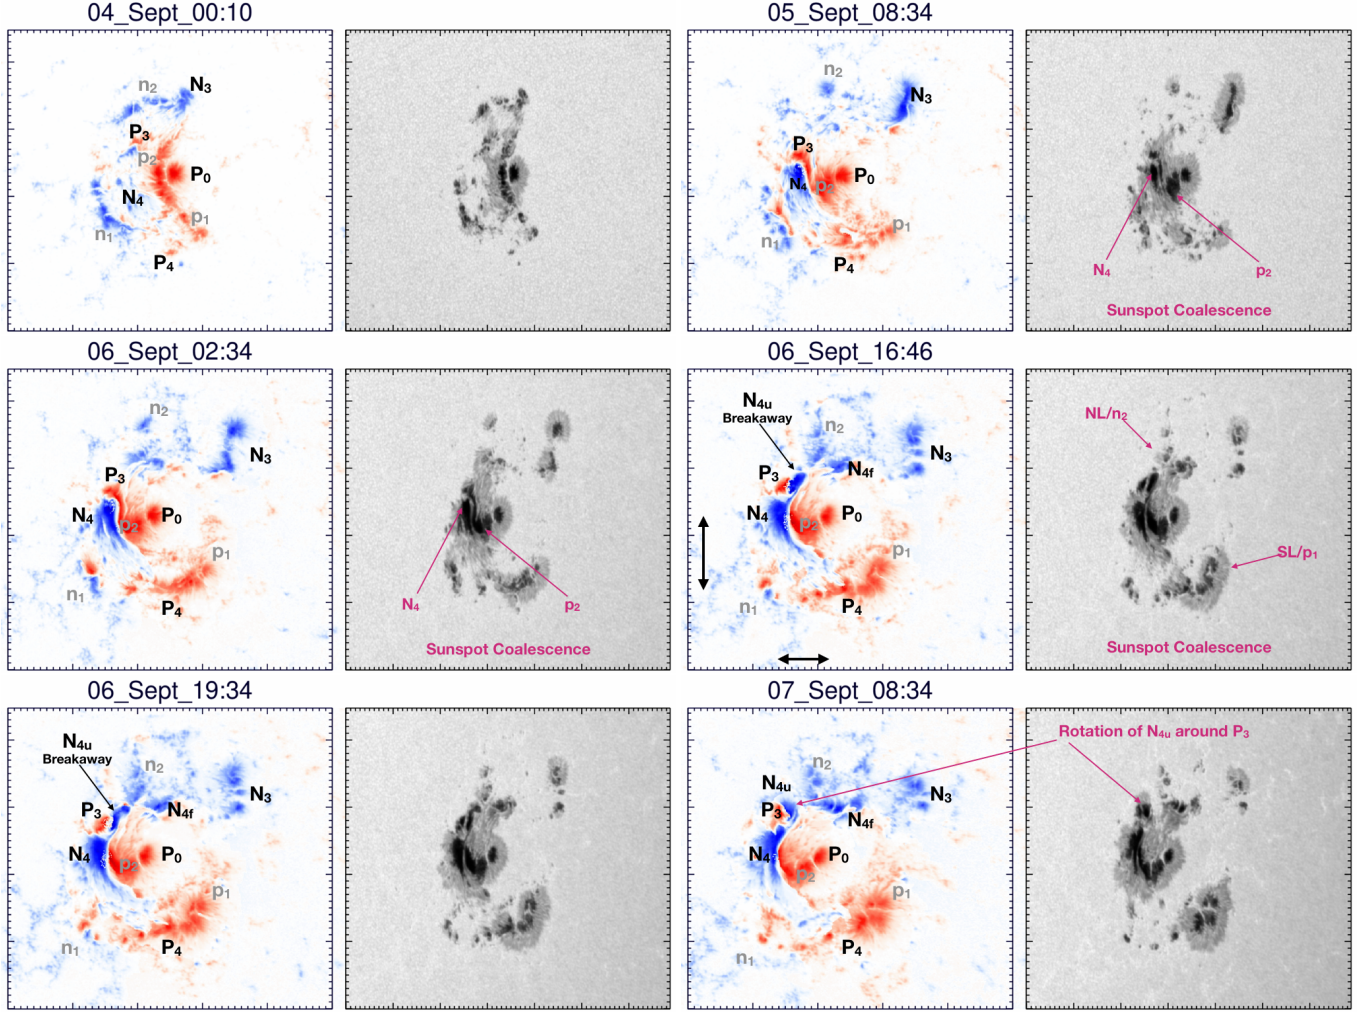 04_Sept_00:10
05_Sept_08:34
n2
N3
P3
p2
P0
N4
p1
n1
P4
n2
N3
P3
N4
p2
P0
p1
n1
P4
N4
p2
Sunspot Coalescence
06_Sept_02:34
06_Sept_16:46
n2
N3
P3
N4
p2
P0
p1
n1
P4
N4
p2
Sunspot Coalescence
N4u
Breakaway
n2
N3
P3
N4f
N4
p2
P0
p1
n1
P4
NL/n2
SL/p1
Sunspot Coalescence
06_Sept_19:34
07_Sept_08:34
N4u
Breakaway
n2
N3
P3
N4f
N4
p2
P0
p1
n1
P4
n2
N4u
N3
P3
N4f
N4
P0
p2
p1
P4
n1
Rotation of N4u around P3